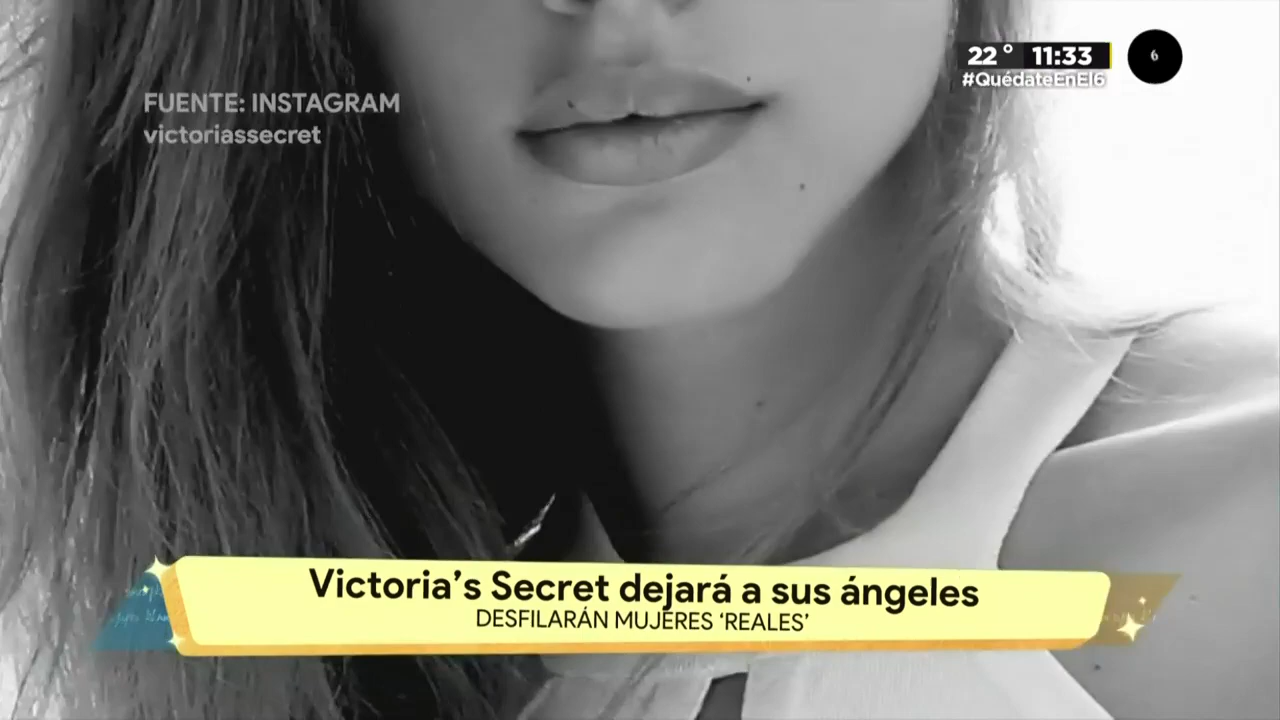 FUENTE: INSTAGRAM
victoriassecret
22° 11:33
#QuédateEnEl6
6
Victoria’s Secret dejará a sus ángeles
DESFILARÁN MUJERES ‘REALES’